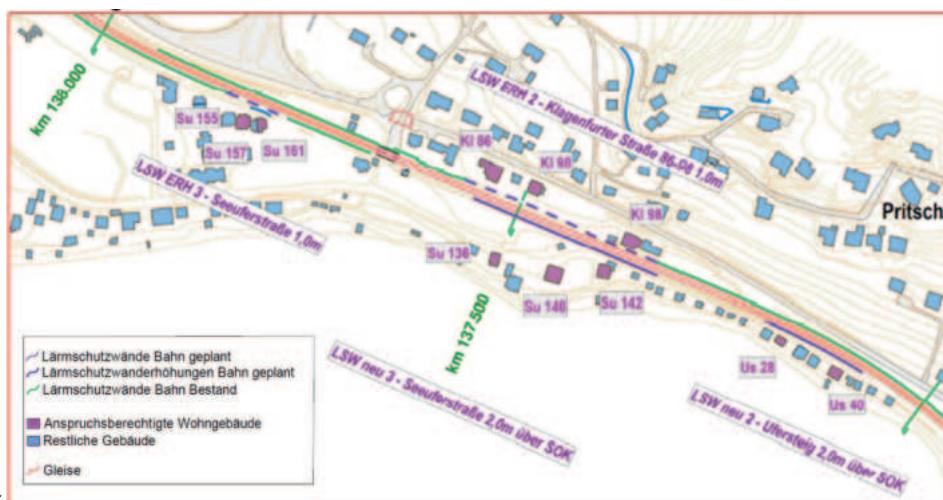 km 138.000
Su 155
Su 157
Su 161
LSW ERH 3 - Seeuferstraße 1,0m
LSW ERH 2 - Klagenfurter Straße 86-98 1,0m
Kl 86
Kl 98
Kl 98
Pritsch
Su 136
Su 146
Su 142
km 137.500
LSW neu 3 - Seeuferstraße 2,0m über SOK
Us 28
Us 40
LSW neu 2 - Ufersteig 2,0m über SOK
Lärmschutzwände Bahn geplant
Lärmschutzwanderhöhungen Bahn geplant
Lärmschutzwände Bahn Bestand
Anspruchsberechtigte Wohngebäude
Restliche Gebäude
Gleise